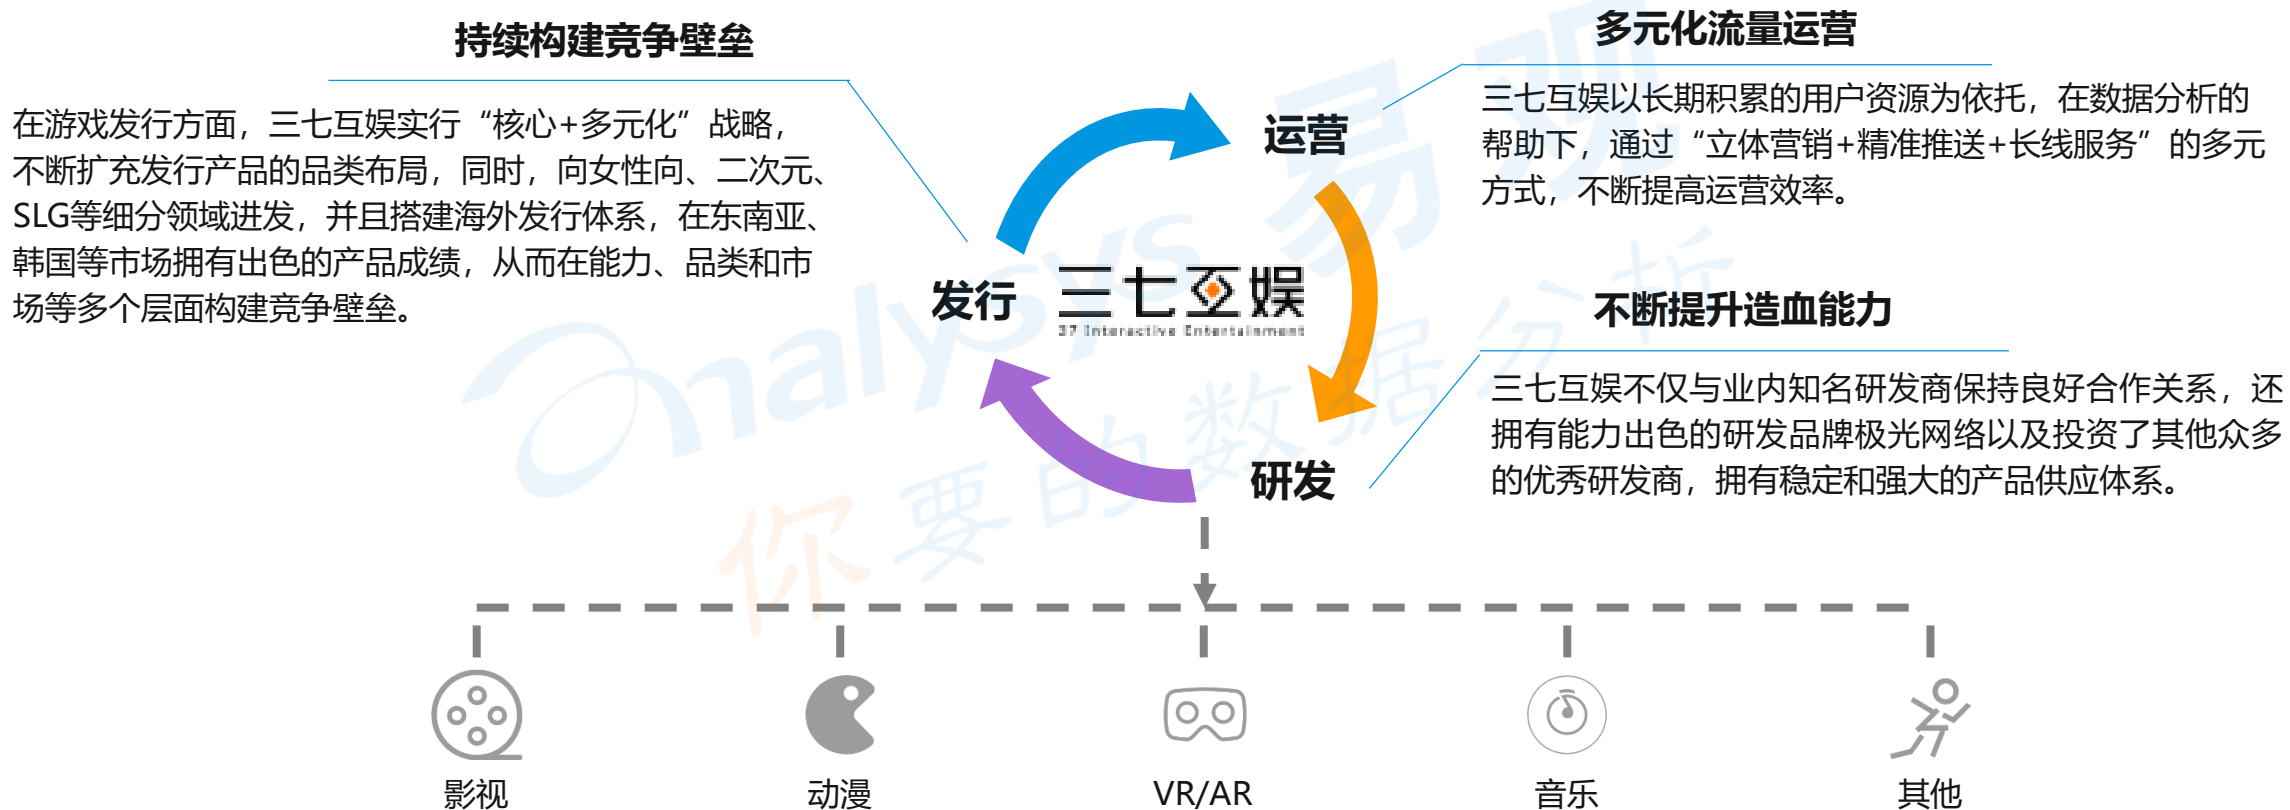 持续构建竞争壁垒
在游戏发行方面，三七互娱实行“核心+多元化”战略，
不断扩充发行产品的品类布局，同时，向女性向、二次元、
SLG等细分领域进发，并且搭建海外发行体系，在东南亚、
韩国等市场拥有出色的产品成绩，从而在能力、品类和市
场等多个层面构建竞争壁垒。
多元化流量运营
三七互娱以长期积累的用户资源为依托，在数据分析的
帮助下，通过“立体营销+精准推送+长线服务”的多元
方式，不断提高运营效率。
运营
发行
三七互娱
37 Interactive Entertainment
研发
不断提升造血能力
三七互娱不仅与业内知名研发商保持良好合作关系，还
拥有能力出色的研发品牌极光网络以及投资了其他众多
的优秀研发商，拥有稳定和强大的产品供应体系。
影视
动漫
VR/AR
音乐
其他
analysys 易观
你要的数据分析